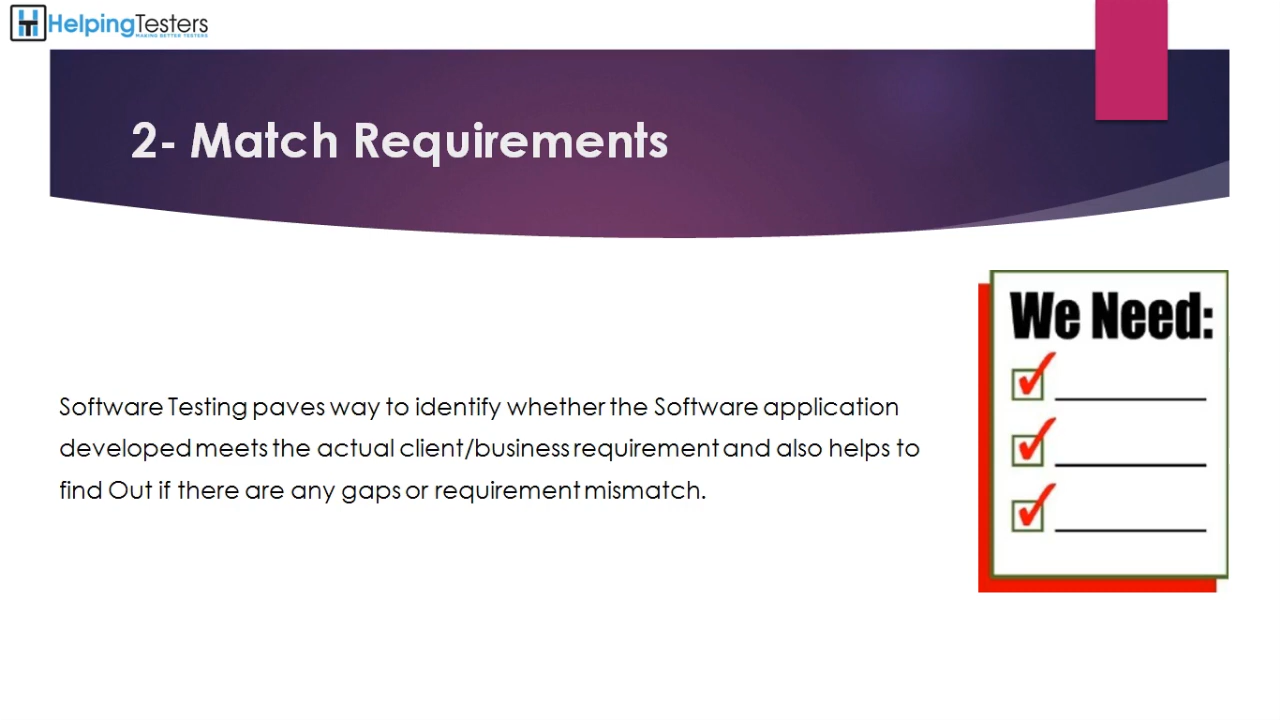 HelpingTesters
MAKING BETTER TESTERS
2- Match Requirements
We Need:
Software Testing paves way to identify whether the Software application
developed meets the actual client/business requirement and also helps to
find Out if there are any gaps or requirement mismatch.